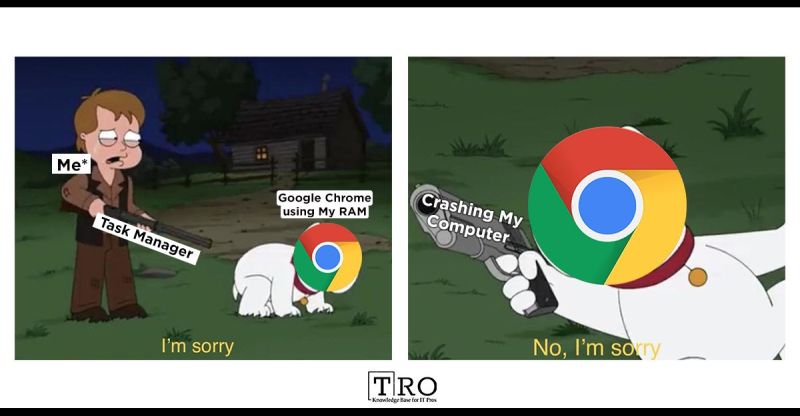 Me*
Task Manager
Google Chrome
using My RAM
I'm sorry
Crashing My
Computer
No, I'm sorry
TRO
Knowledge Base for IT Pros